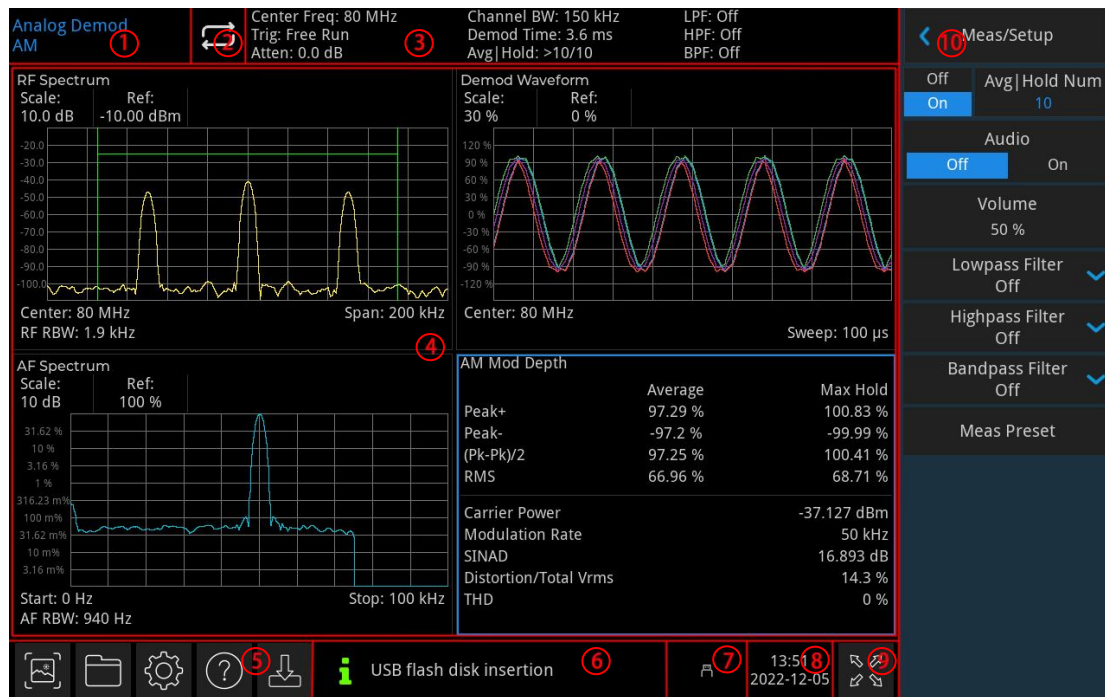 Analog Demod
AM
①
②
Center Freq: 80 MHz
Trig: Free Run
Atten: 0.0 dB
③
Channel BW: 150 kHz
Demod Time: 3.6 ms
Avg|Hold: >10/10
LPF: Off
HPF: Off
BPF: Off
⑩
Meas/Setup
RF Spectrum
Scale:
10.0 dB
Ref:
-10.00 dBm
-20.0
-30.0
-40.0
-50.0
-60.0
-70.0
-80.0
-90.0
-100.0
Center: 80 MHz
Span: 200 kHz
RF RBW: 1.9 kHz
Demod Waveform
Scale:
30 %
Ref:
0 %
120 %
90 %
60 %
30 %
0 %
-30 %
-60 %
-90 %
-120 %
Center: 80 MHz
Sweep: 100 µs
④
AF Spectrum
Scale:
10 dB
Ref:
100 %
31.62 %
10 %
3.16 %
1 %
316.23 m%
100 m%
31.62 m%
10 m%
3.16 m%
Start: 0 Hz
Stop: 100 kHz
AF RBW: 940 Hz
AM Mod Depth
Average Max Hold
Peak+ 97.29 % 100.83 %
Peak- -97.2 % -99.99 %
(Pk-Pk)/2 97.25 % 100.41 %
RMS 66.96 % 68.71 %
Carrier Power -37.127 dBm
Modulation Rate 50 kHz
SINAD 16.893 dB
Distortion/Total Vrms 14.3 %
THD 0 %
Off
On
Avg|Hold Num
10
Audio
Off On
Volume
50 %
Lowpass Filter
Off
Highpass Filter
Off
Bandpass Filter
Off
Meas Preset
?
⑤
i
USB flash disk insertion
⑥
⑦
13:51
2022-12-05
⑧
⑨